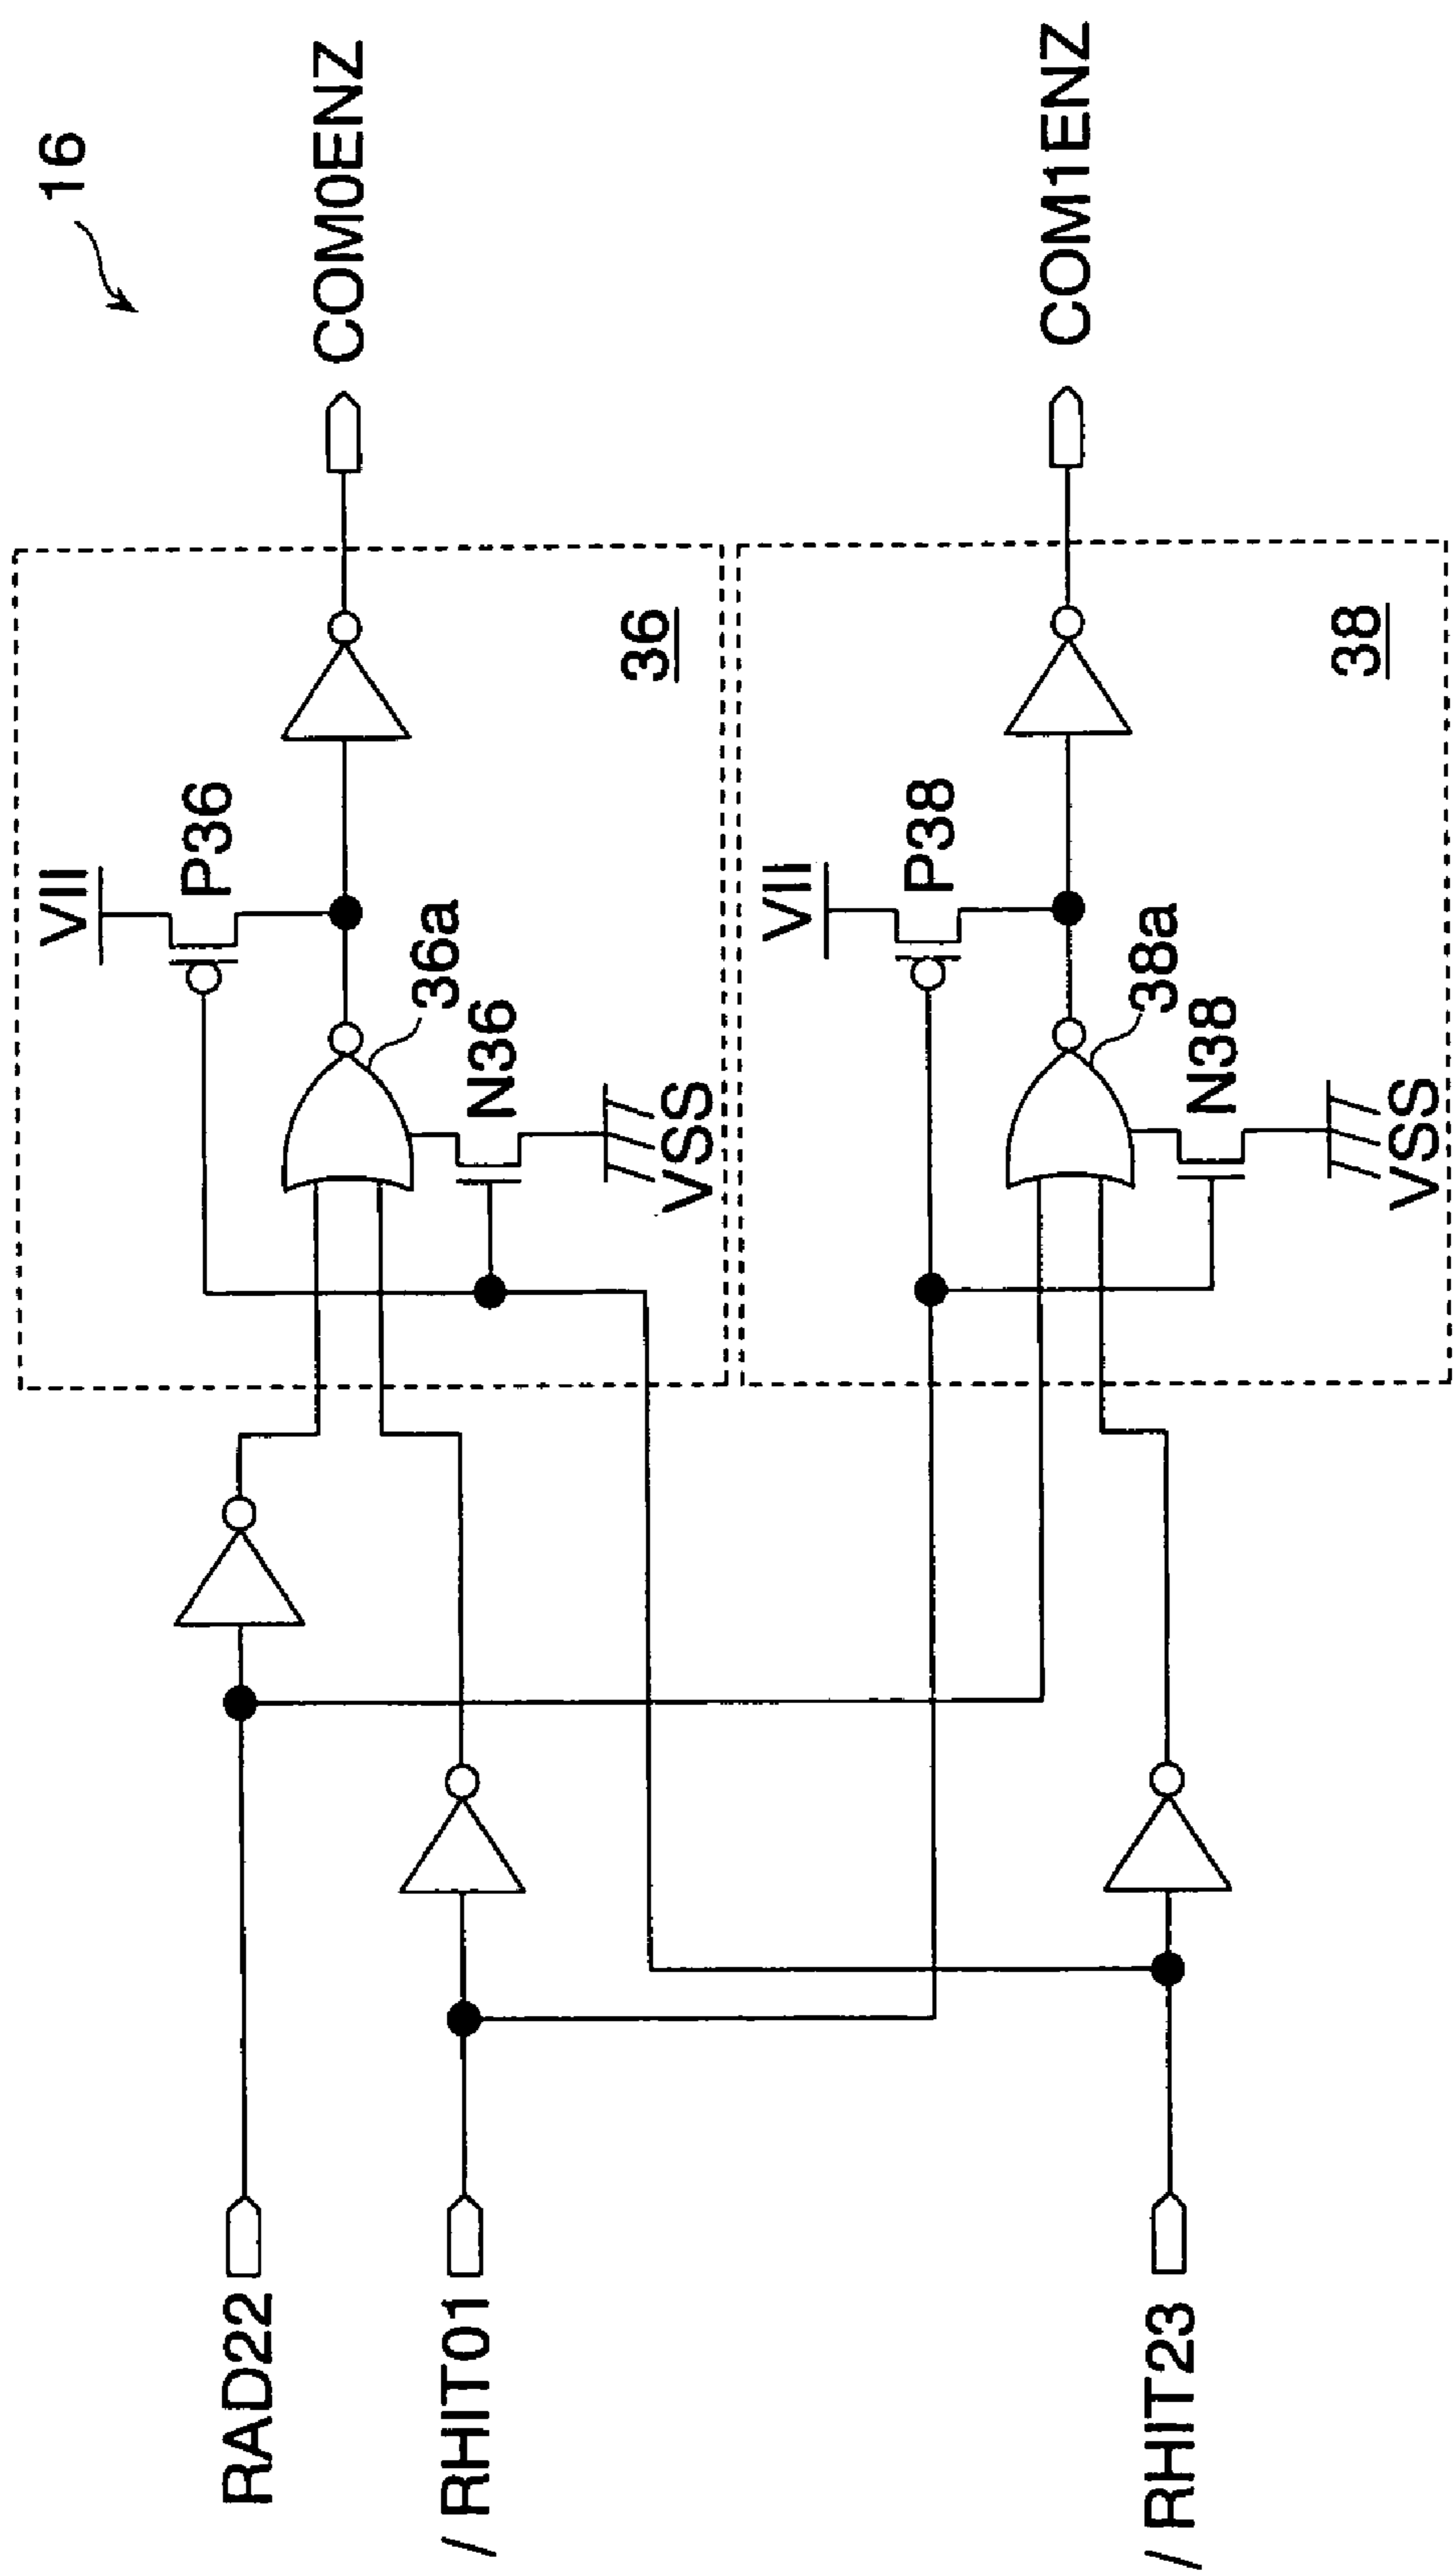 16
RAD22
/RHIT01
/RHIT23
VII
P36
36a
N36
VSS
36
COM0ENZ
VII
P38
38a
N38
VSS
38
COM1ENZ